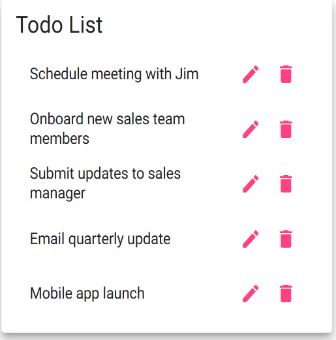 Todo List
Schedule meeting with Jim
Onboard new sales team
members
Submit updates to sales
manager
Email quarterly update
Mobile app launch